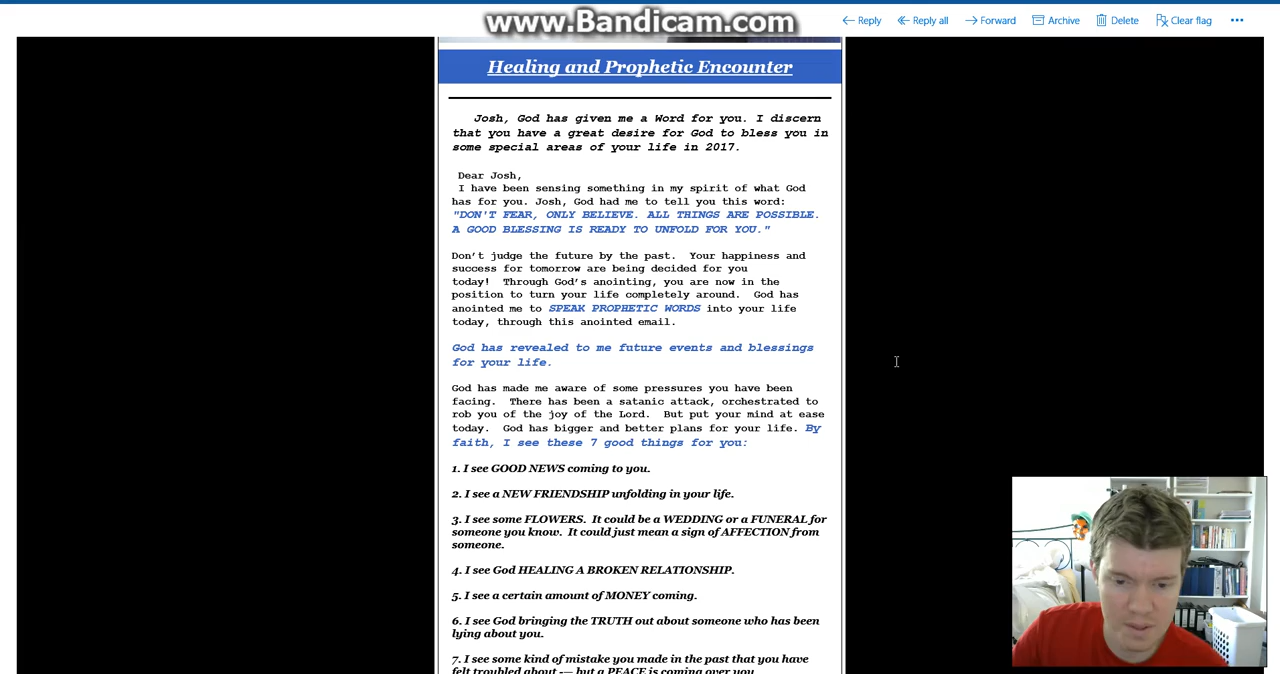 www.Bandicam.com
Reply
Reply all
Forward
Archive
Delete
Clear flag
Healing and Prophetic Encounter
Josh, God has given me a Word for you. I discern
that you have a great desire for God to bless you in
some special areas of your life in 2017.
Dear Josh,
I have been sensing something in my spirit of what God
has for you. Josh, God had me to tell you this word:
"DON'T FEAR, ONLY BELIEVE. ALL THINGS ARE POSSIBLE.
A GOOD BLESSING IS READY TO UNFOLD FOR YOU."
Don't judge the future by the past. Your happiness and
success for tomorrow are being decided for you
today! Through God's anointing, you are now in the
position to turn your life completely around. God has
anointed me to SPEAK PROPHETIC WORDS into your life
today, through this anointed email.
God has revealed to me future events and blessings
for your life.
God has made me aware of some pressures you have been
facing. There has been a satanic attack, orchestrated to
rob you of the joy of the Lord. But put your mind at ease
today. God has bigger and better plans for your life. By
faith, I see these 7 good things for you:
1. I see GOOD NEWS coming to you.
2. I see a NEW FRIENDSHIP unfolding in your life.
3. I see some FLOWERS. It could be a WEDDING or a FUNERAL for
someone you know. It could just mean a sign of AFFECTION from
someone.
4. I see God HEALING A BROKEN RELATIONSHIP.
5. I see a certain amount of MONEY coming.
6. I see God bringing the TRUTH out about someone who has been
lying about you.
7. I see some kind of mistake you made in the past that you have
felt troubled about -— but a PEACE is coming over you